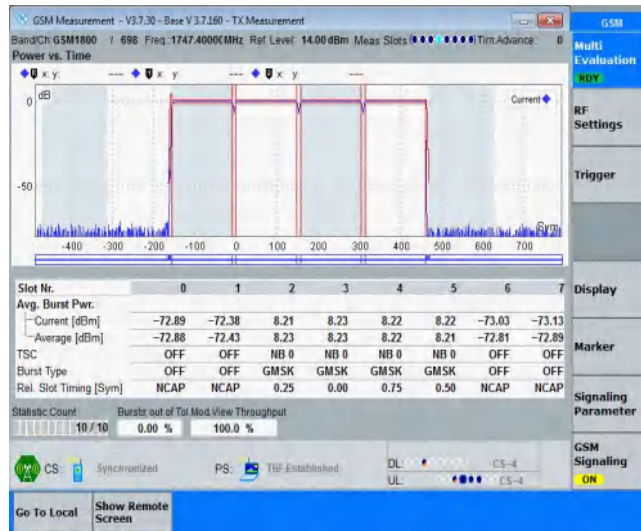 GSM Measurement - V3.7.30 - Base V 3.7.160 - TX Measurement
GSM
Band/Ch: GSM1800 / 698 Freq.:1747.4000CMHz Ref. Level: 14.00 dBm Meas Slots Tim.Advance: 0
Power vs. Time
x: y: --- x y --- x y ---
dB
Current
0
-50
Sym
-400 -300 -200 -100 0 100 200 300 400 500 600 700
Slot Nr. 0 1 2 3 4 5 6 7
Avg. Burst Pwr.
Current [dBm] -72.89 -72.38 8.21 8.23 8.22 8.22 -73.03 -73.13
Average [dBm] -72.88 -72.43 8.23 8.23 8.22 8.21 -72.81 -72.89
TSC OFF OFF NB 0 NB 0 NB 0 NB 0 OFF OFF
Burst Type OFF OFF GMSK GMSK GMSK GMSK OFF OFF
Rel. Slot Timing [Sym] NCAP NCAP 0.25 0.00 0.75 0.50 NCAP NCAP
Statistic Count Bursts out of Tol. Mod.View Throughput
10 / 10 0.00 % 100.0 %
CS: Synchronized PS: TBF Established DL: CS-4
UL: CS-4
Multi
Evaluation
RDY
RF
Settings
Trigger
Display
Marker
Signaling
Parameter
GSM
Signaling
ON
Go To Local
Show Remote
Screen